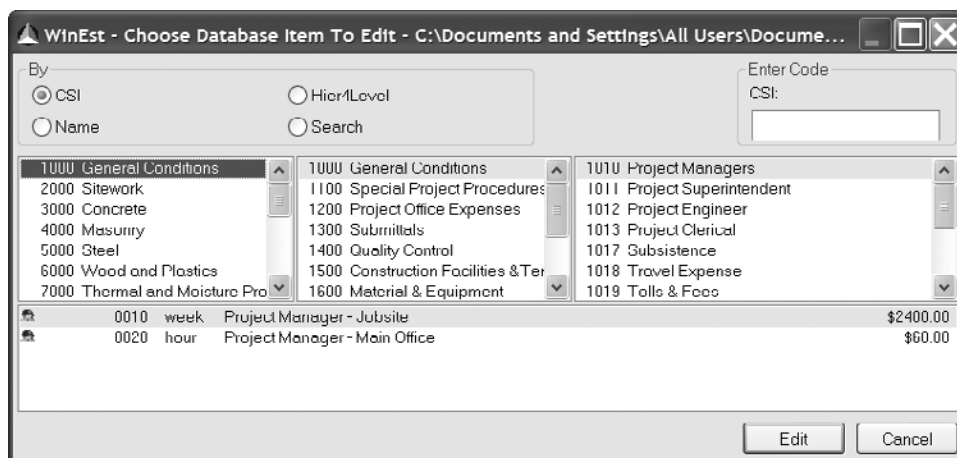 WinEst - Choose Database Item To Edit - C:\Documents and Settings\All Users\Docume...
By
CSI
Hier4Level
Name
Search
Enter Code
CSI:
1000 General Conditions
2000 Sitework
3000 Concrete
4000 Masonry
5000 Steel
6000 Wood and Plastics
7000 Thermal and Moisture Pro
1000 General Conditions
1100 Special Project Procedures
1200 Project Office Expenses
1300 Submittals
1400 Quality Control
1500 Construction Facilities & Ter
1600 Material & Equipment
1010 Project Managers
1011 Project Superintendent
1012 Project Engineer
1013 Project Clerical
1017 Subsistence
1018 Travel Expense
1019 Tolls & Fees
0010 week Project Manager - Jobsite $2400.00
0020 hour Project Manager - Main Office $60.00
Edit
Cancel